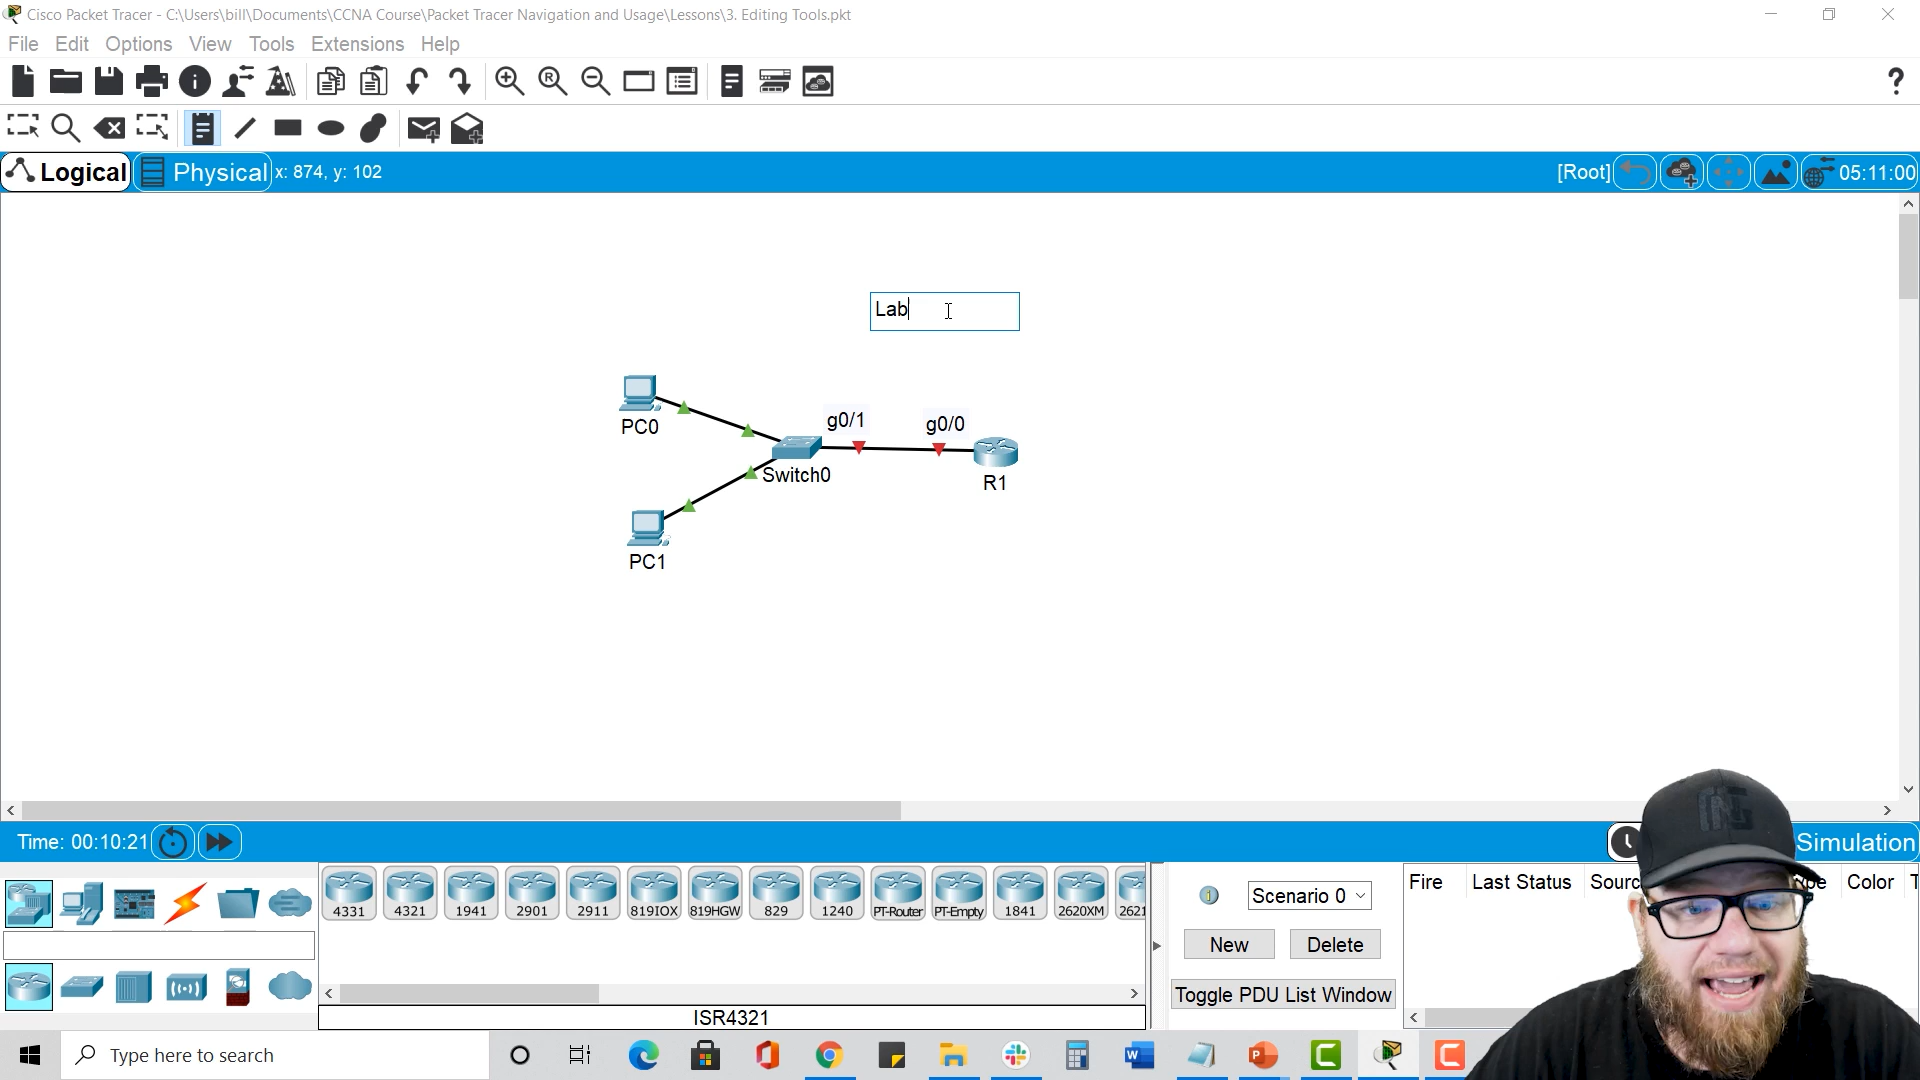 Cisco Packet Tracer - C:\Users\bill\Documents\CCNA Course\Packet Tracer Navigation and Usage\Lessons\3. Editing Tools.pkt
File Edit Options View Tools Extensions Help
Logical Physical x: 874, y: 102 [Root] 05:11:00
Lab
PC0
g0/1
g0/0
Switch0
R1
PC1
Time: 00:10:21 Simulation
4331 4321 1941 2901 2911 819IOX 819HGW 829 1240 PT-Router PT-Empty 1841 2620XM 2621
Scenario 0
New Delete
Toggle PDU List Window
Fire Last Status Color
ISR4321
Type here to search